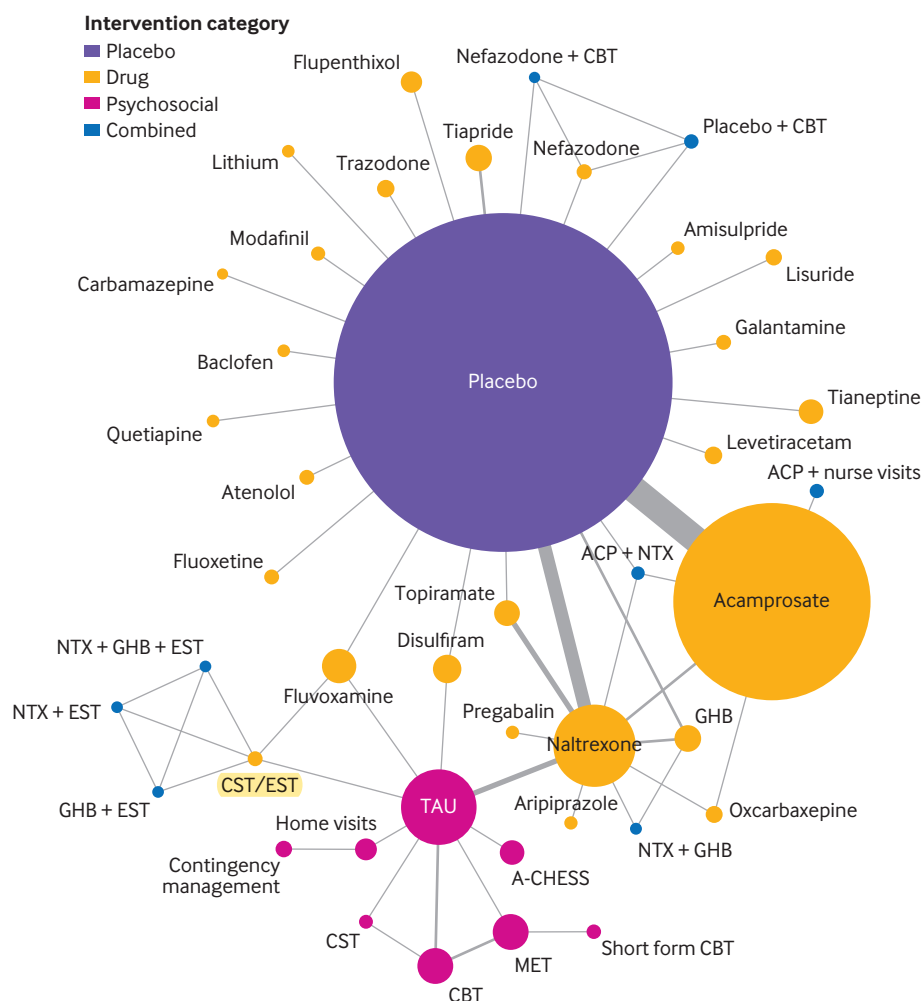 Intervention category
Placebo
Drug
Psychosocial
Combined
Flupenthixol
Nefazodone + CBT
Tiapride
Placebo + CBT
Nefazodone
Lithium
Trazodone
Modafinil
Amisulpride
Carbamazepine
Lisuride
Galantamine
Baclofen
Placebo
Tianeptine
Quetiapine
Levetiracetam
ACP + nurse visits
Atenolol
Fluoxetine
ACP + NTX
Topiramate
Acamprosate
Disulfiram
NTX + GHB + EST
Fluvoxamine
NTX + EST
Pregabalin
GHB
Naltrexone
CST/EST
GHB + EST
TAU
Aripiprazole
Oxcarbaxepine
Home visits
NTX + GHB
Contingency
management
A-CHESS
CST
MET
Short form CBT
CBT